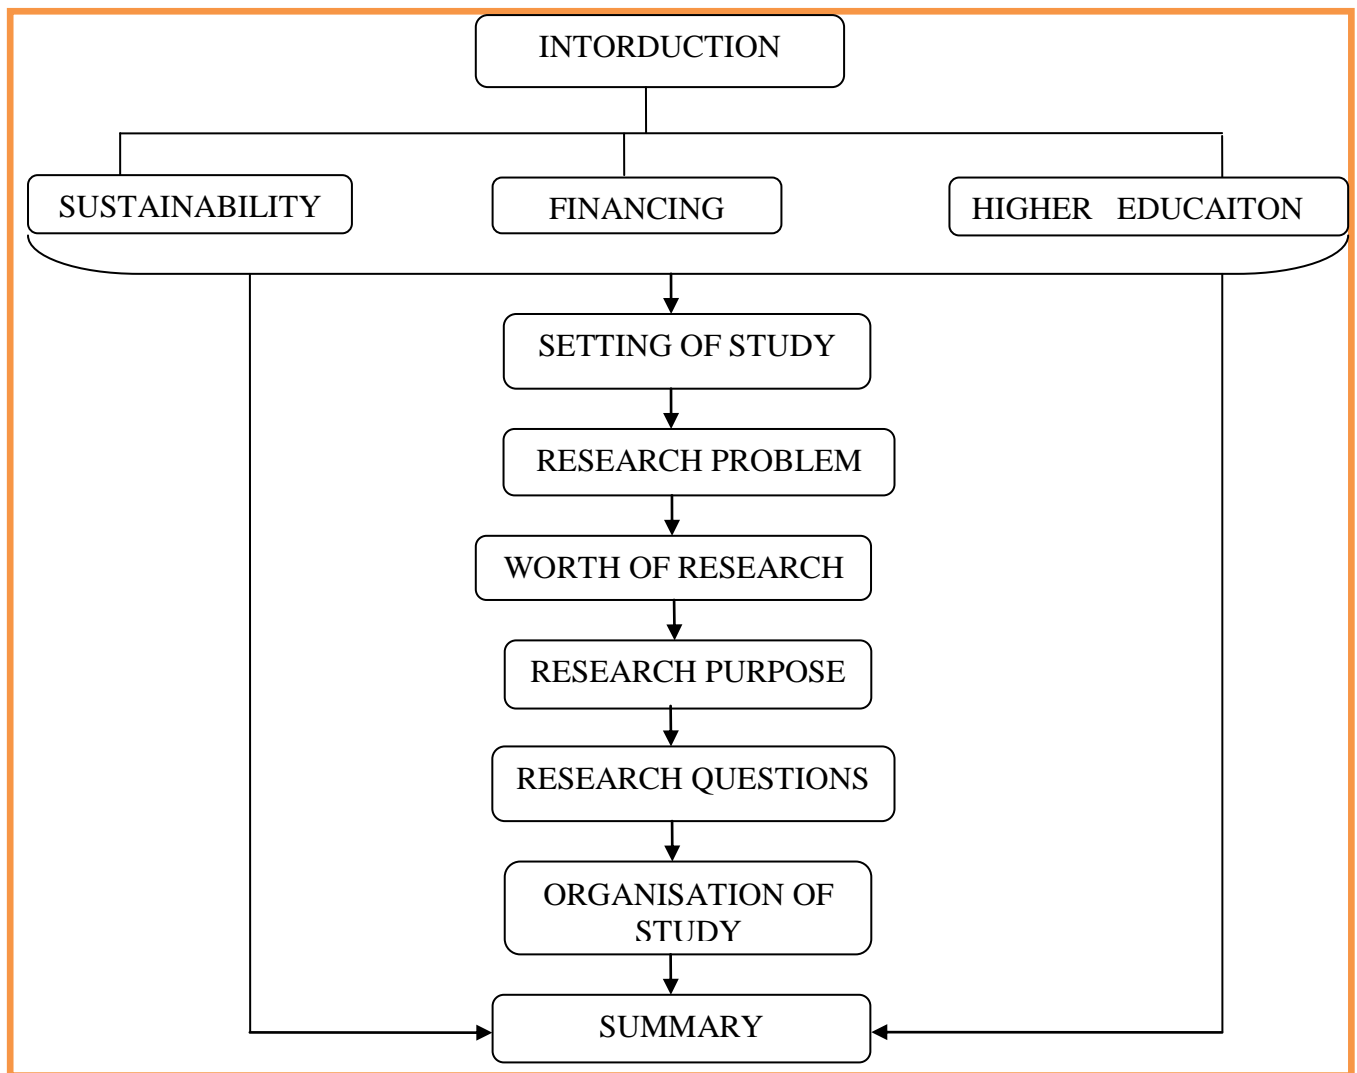 INTORDUCTION
SUSTAINABILITY
FINANCING
HIGHER EDUCAITON
SETTING OF STUDY
RESEARCH PROBLEM
WORTH OF RESEARCH
RESEARCH PURPOSE
RESEARCH QUESTIONS
ORGANISATION OF
STUDY
SUMMARY